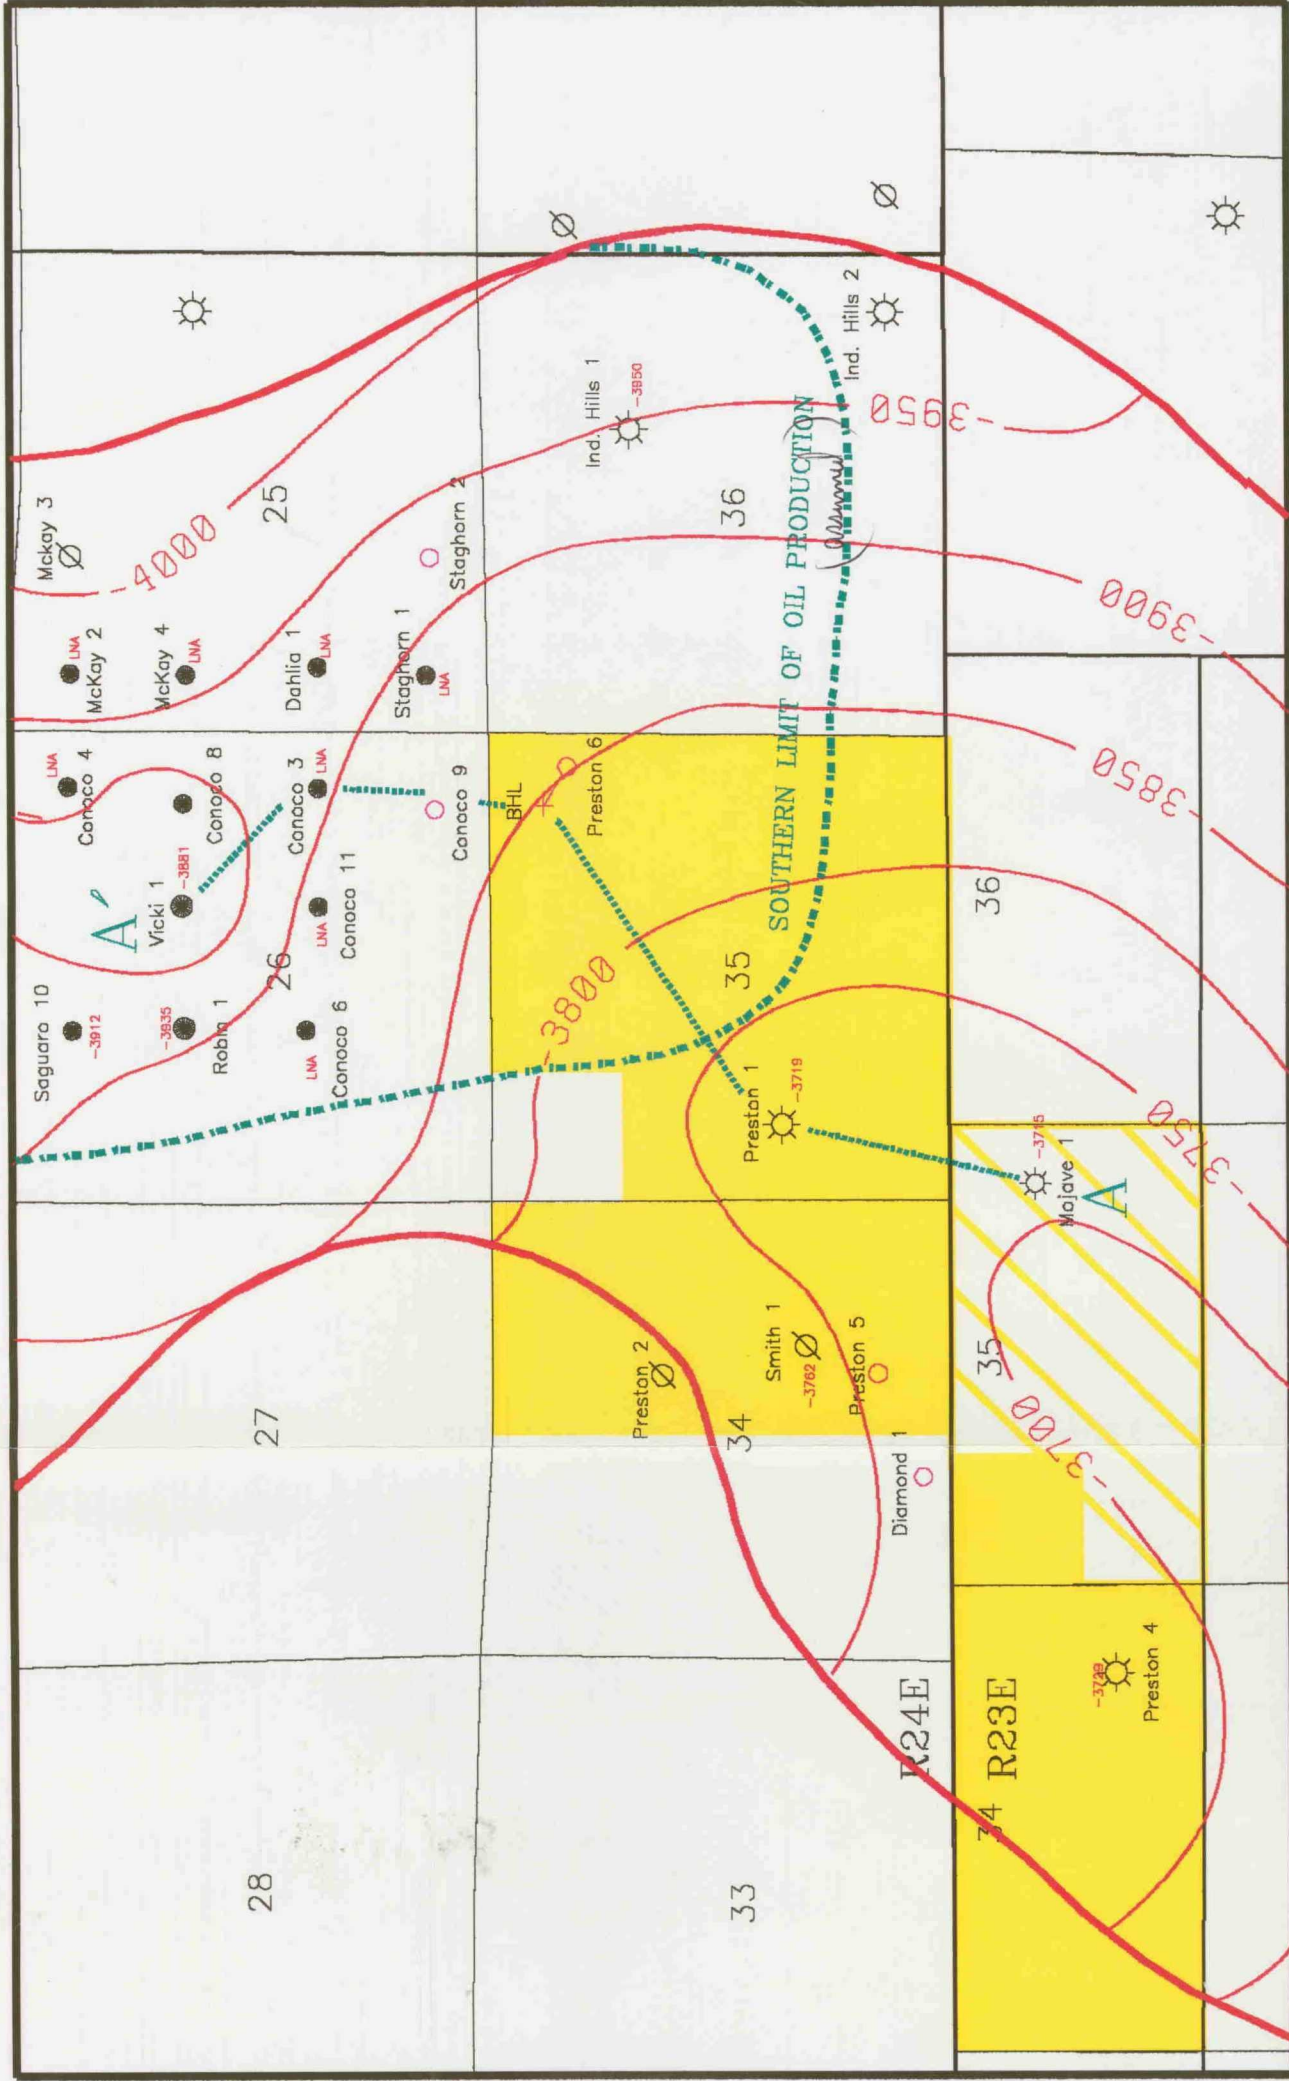 28
27
25
26
33
34
35
36
34
35
36
R24E
R23E
Saguaro 10
-3912
-3935
Robin 1
LNA
Conoco 6
A'
Vicki 1
-3881
LNA
Conoco 11
LNA
Conoco 4
Conoco 8
Conoco 3
LNA
Conoco 9
LNA
McKay 2
McKay 4
LNA
Dahlia 1
LNA
Staghorn 1
LNA
Mckay 3
Staghorn 2
-4000
BHL
Preston 6
-3800
Preston 1
-3719
Preston 2
Smith 1
-3762
Preston 5
Diamond 1
Ind. Hills 1
-3950
Ind. Hills 2
SOUTHERN LIMIT OF OIL PRODUCTION
(assumed)
-3950
-3900
-3850
-3750
-3700
-3715
Mojave 1
A
-3729
Preston 4